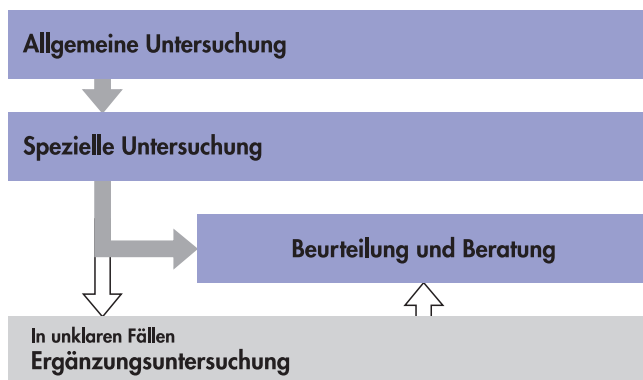 Allgemeine Untersuchung
Spezielle Untersuchung
Beurteilung und Beratung
In unklaren Fällen
Ergänzungsuntersuchung